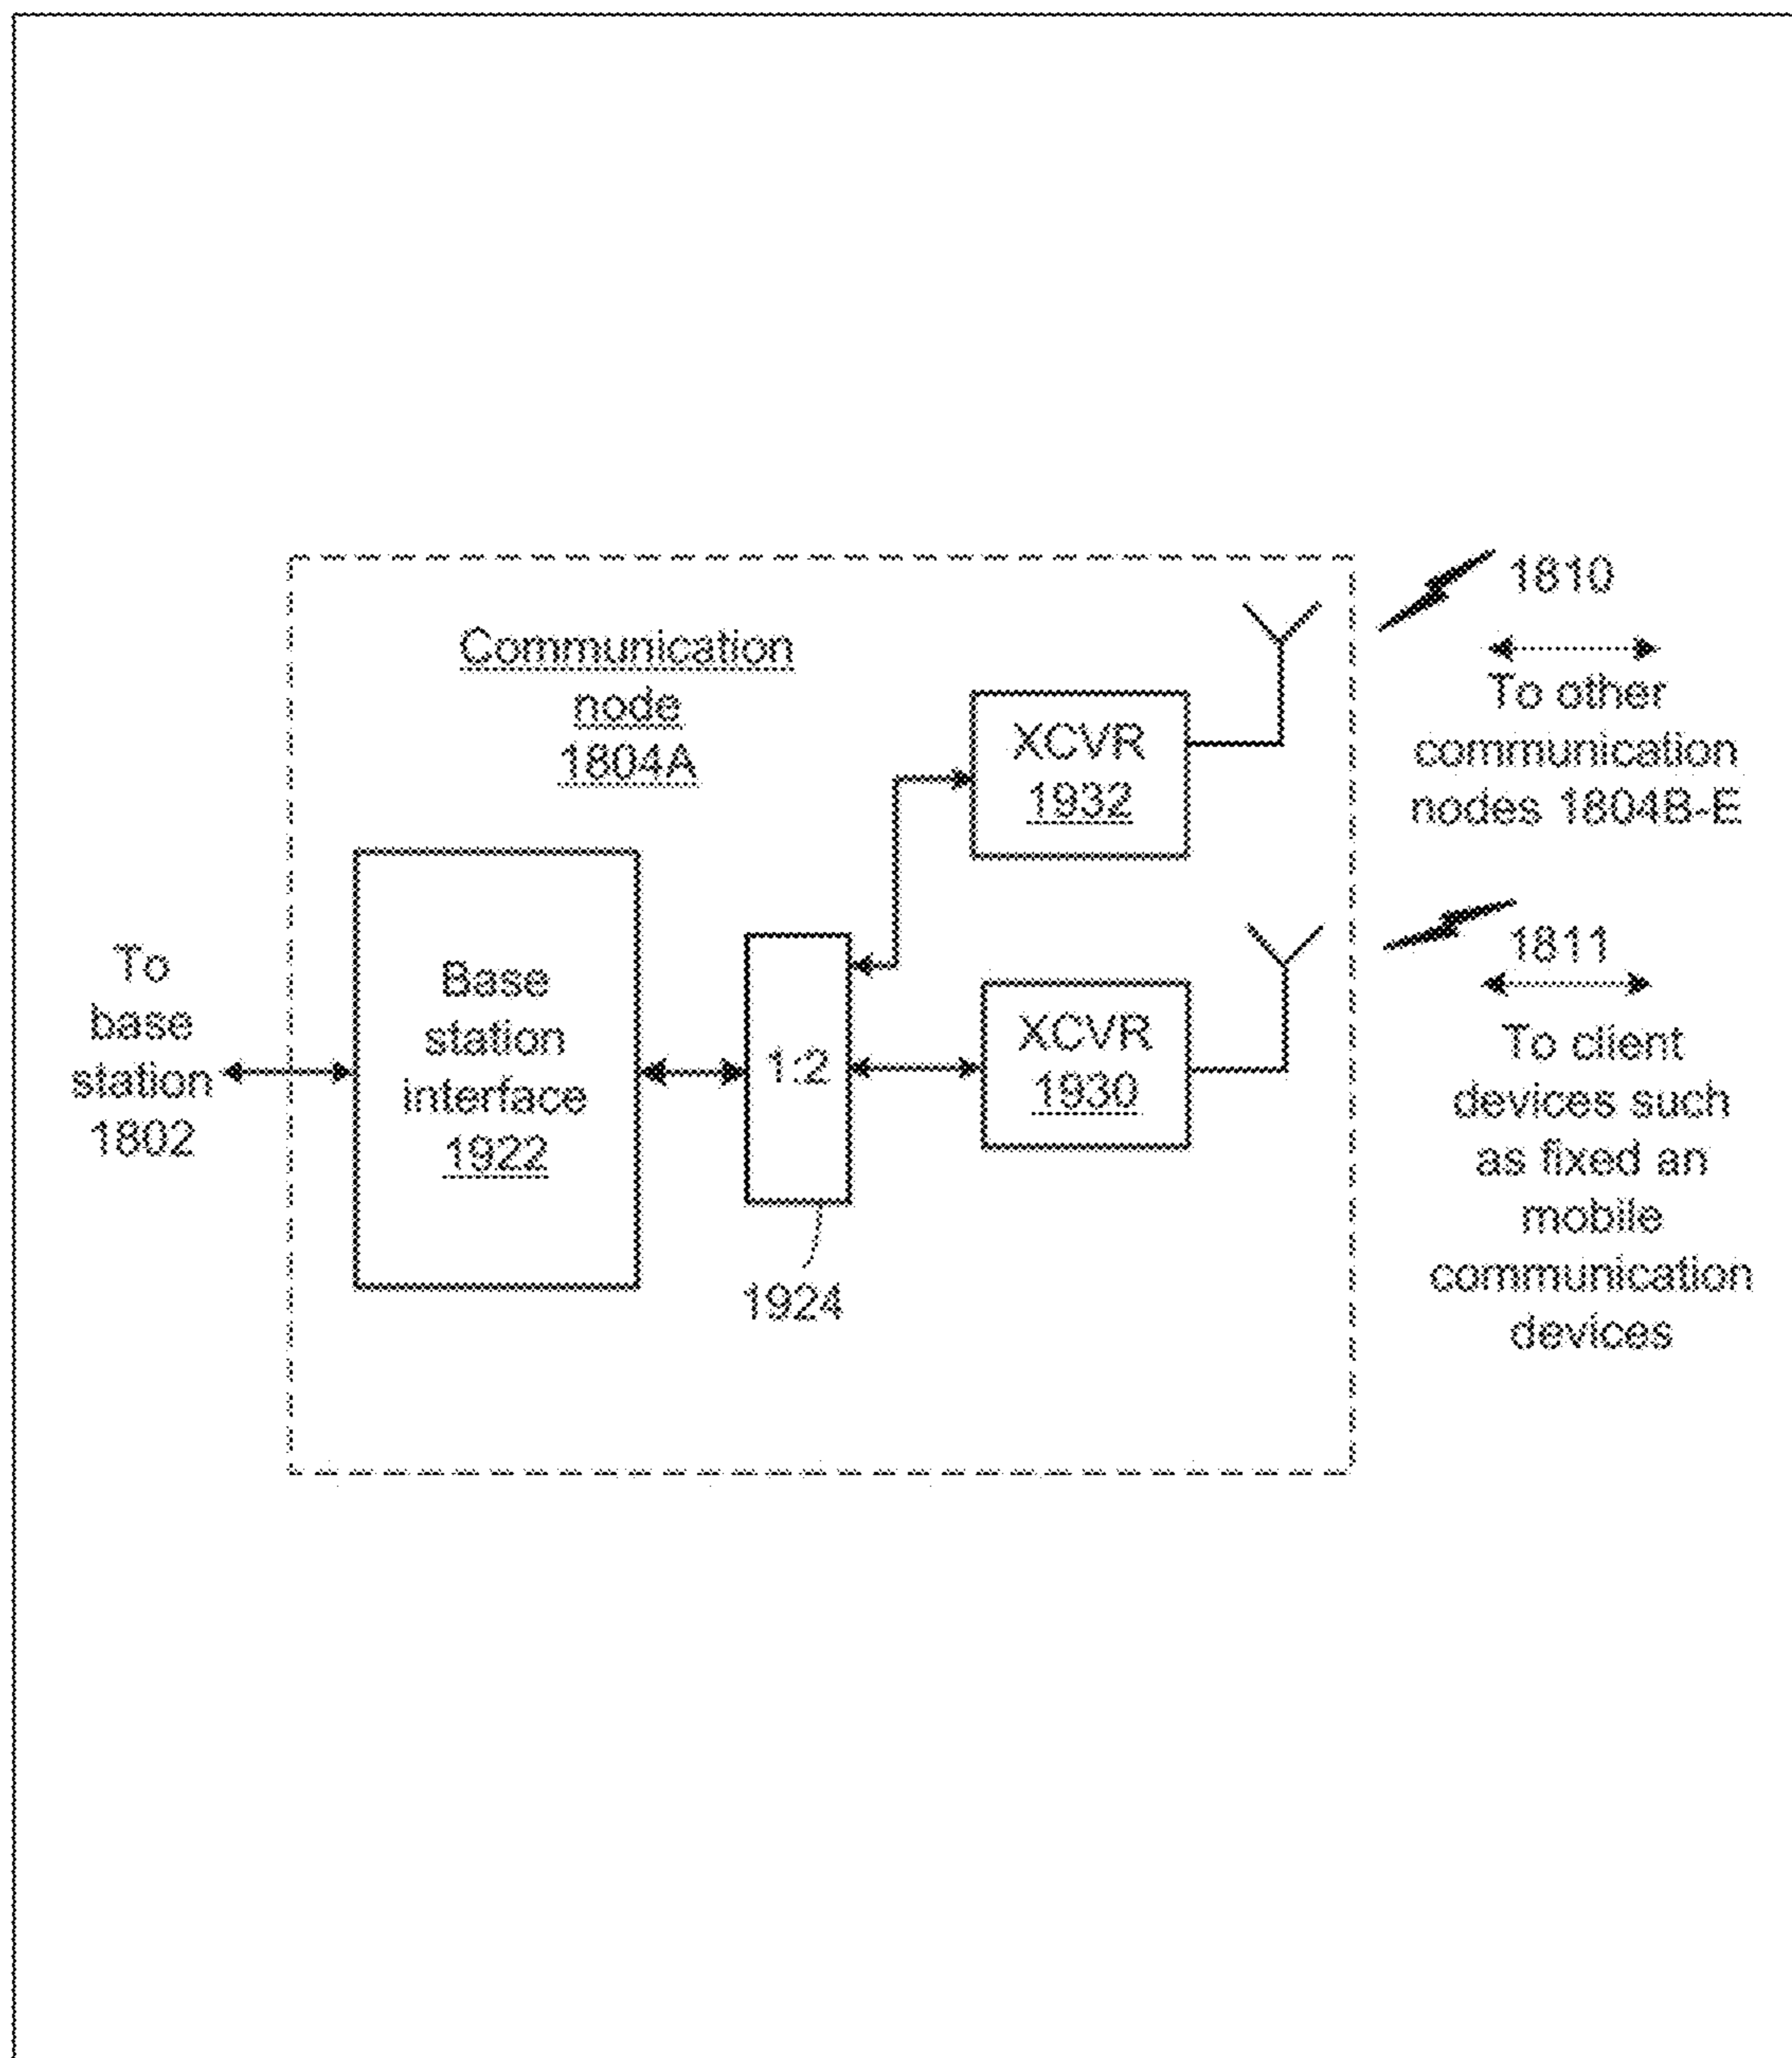 Communication
node
1804A
To
base
station
1802
Base
station
interface
1922
1:2
1924
XCVR
1932
XCVR
1930
1810
To other
communication
nodes 1804B-E
1811
To client
devices such
as fixed an
mobile
communication
devices